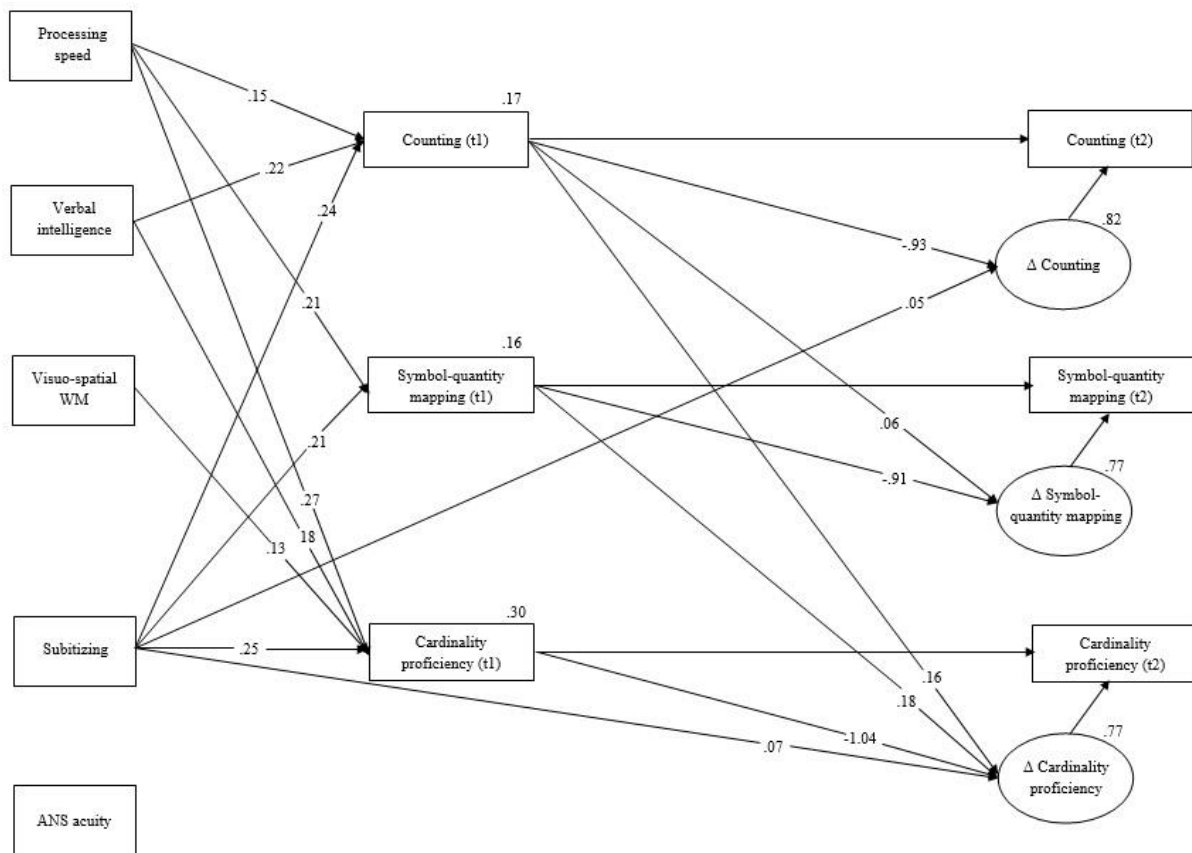 Processing
speed
.15
.17
Counting (t1)
Counting (t2)
Verbal
intelligence
.22
.24
-.93
.82
Δ Counting
.21
.05
Visuo-spatial
WM
.16
Symbol-quantity
mapping (t1)
Symbol-quantity
mapping (t2)
.21
.06
-.91
.77
Δ Symbol-
quantity mapping
.27
18
.13
Subitizing
.25
.30
Cardinality
proficiency (t1)
Cardinality
proficiency (t2)
.16
.18
.07
-1.04
.77
Δ Cardinality
proficiency
ANS acuity